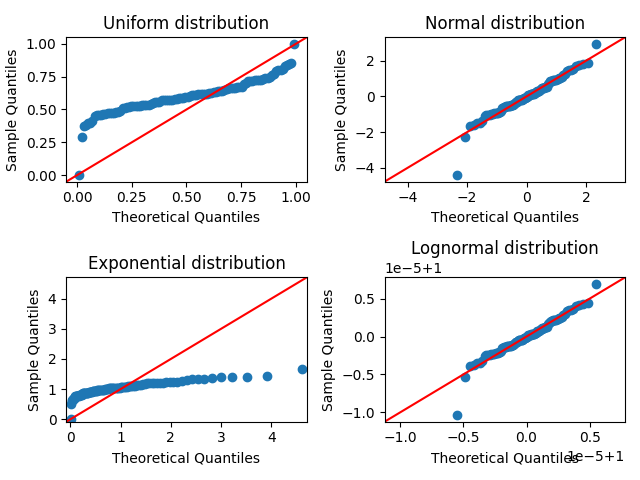 Uniform distribution
1.00
0.75
0.50
0.25
0.00
Sample Quantiles
0.00 0.25 0.50 0.75 1.00
Theoretical Quantiles
Normal distribution
2
0
−2
−4
Sample Quantiles
−4 −2 0 2
Theoretical Quantiles
Exponential distribution
4
3
2
1
0
Sample Quantiles
0 1 2 3 4
Theoretical Quantiles
Lognormal distribution
1e−5+1
0.5
0.0
−0.5
−1.0
Sample Quantiles
−1.0 −0.5 0.0 0.5
Theoretical Quantiles
1e−5+1